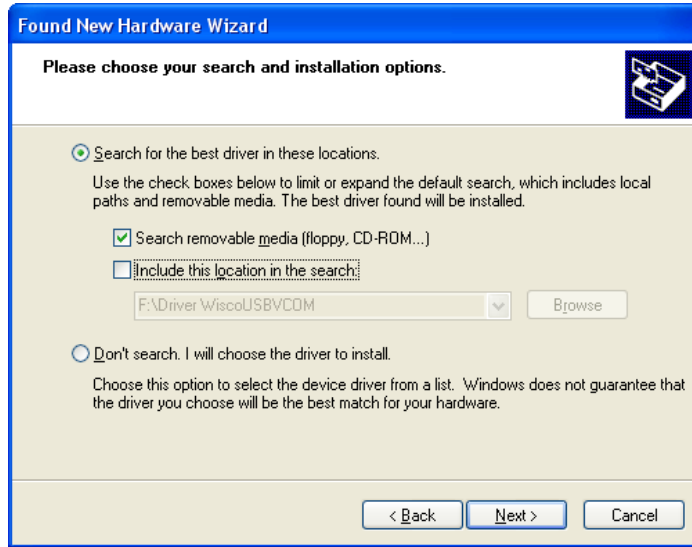 Found New Hardware Wizard
Please choose your search and installation options.
Search for the best driver in these locations.
Use the check boxes below to limit or expand the default search, which includes local
paths and removable media. The best driver found will be installed.
Search removable media (floppy, CD-ROM...)
Include this location in the search:
F:\Driver WiscoUSBVCOM
Browse
Don't search. I will choose the driver to install.
Choose this option to select the device driver from a list. Windows does not guarantee that
the driver you choose will be the best match for your hardware.
< Back
Next >
Cancel